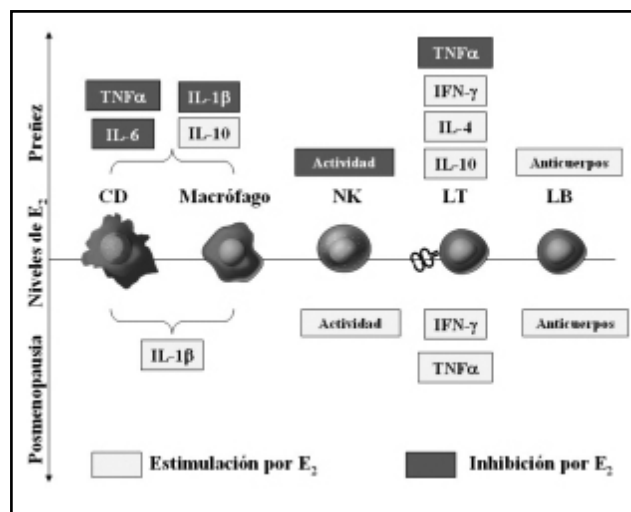 Preñez
Niveles de E₂
Posmenopausia
TNFα
IL-1β
IL-6
IL-10
TNFα
IFN-γ
IL-4
IL-10
Actividad
Anticuerpos
CD
Macrófago
NK
LT
LB
IL-1β
Actividad
IFN-γ
TNFα
Anticuerpos
Estimulación por E₂
Inhibición por E₂